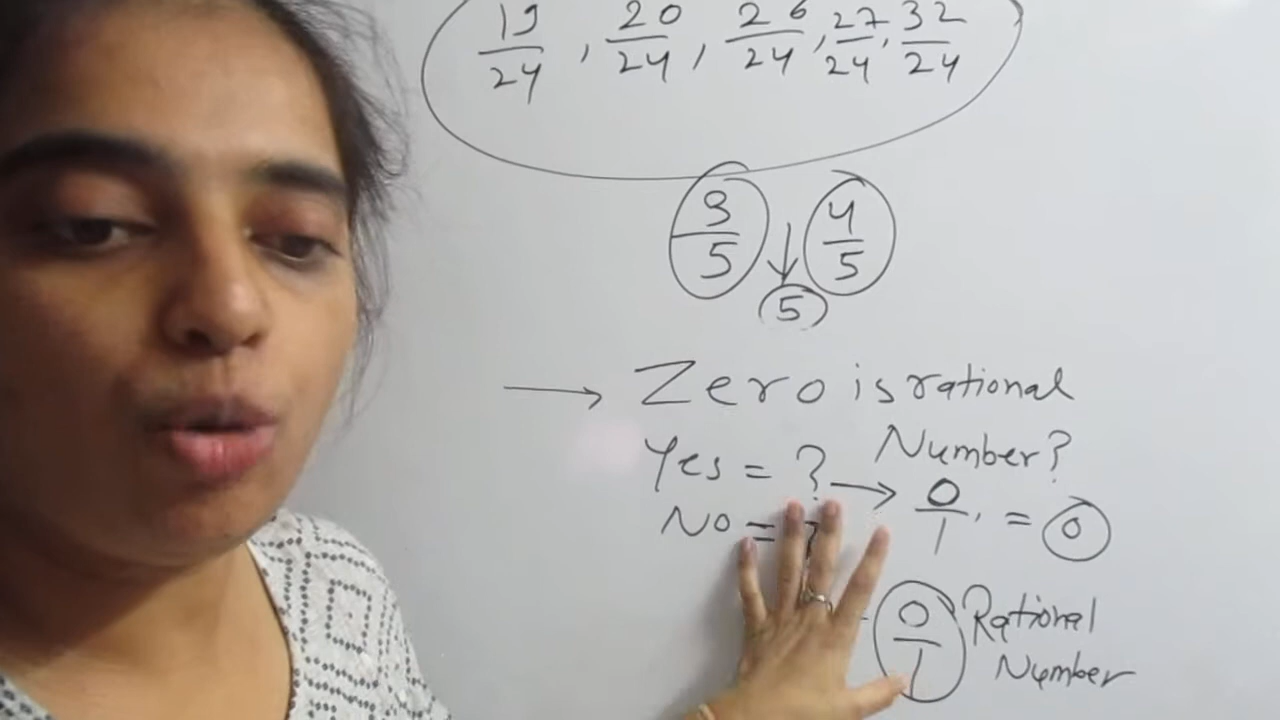 19/24, 20/24, 26/24, 27/24, 32/24
3/5 4/5
5
Zero is rational
Number?
Yes = ? → 0/1, = 0
No = ?
0/1 Rational
Number